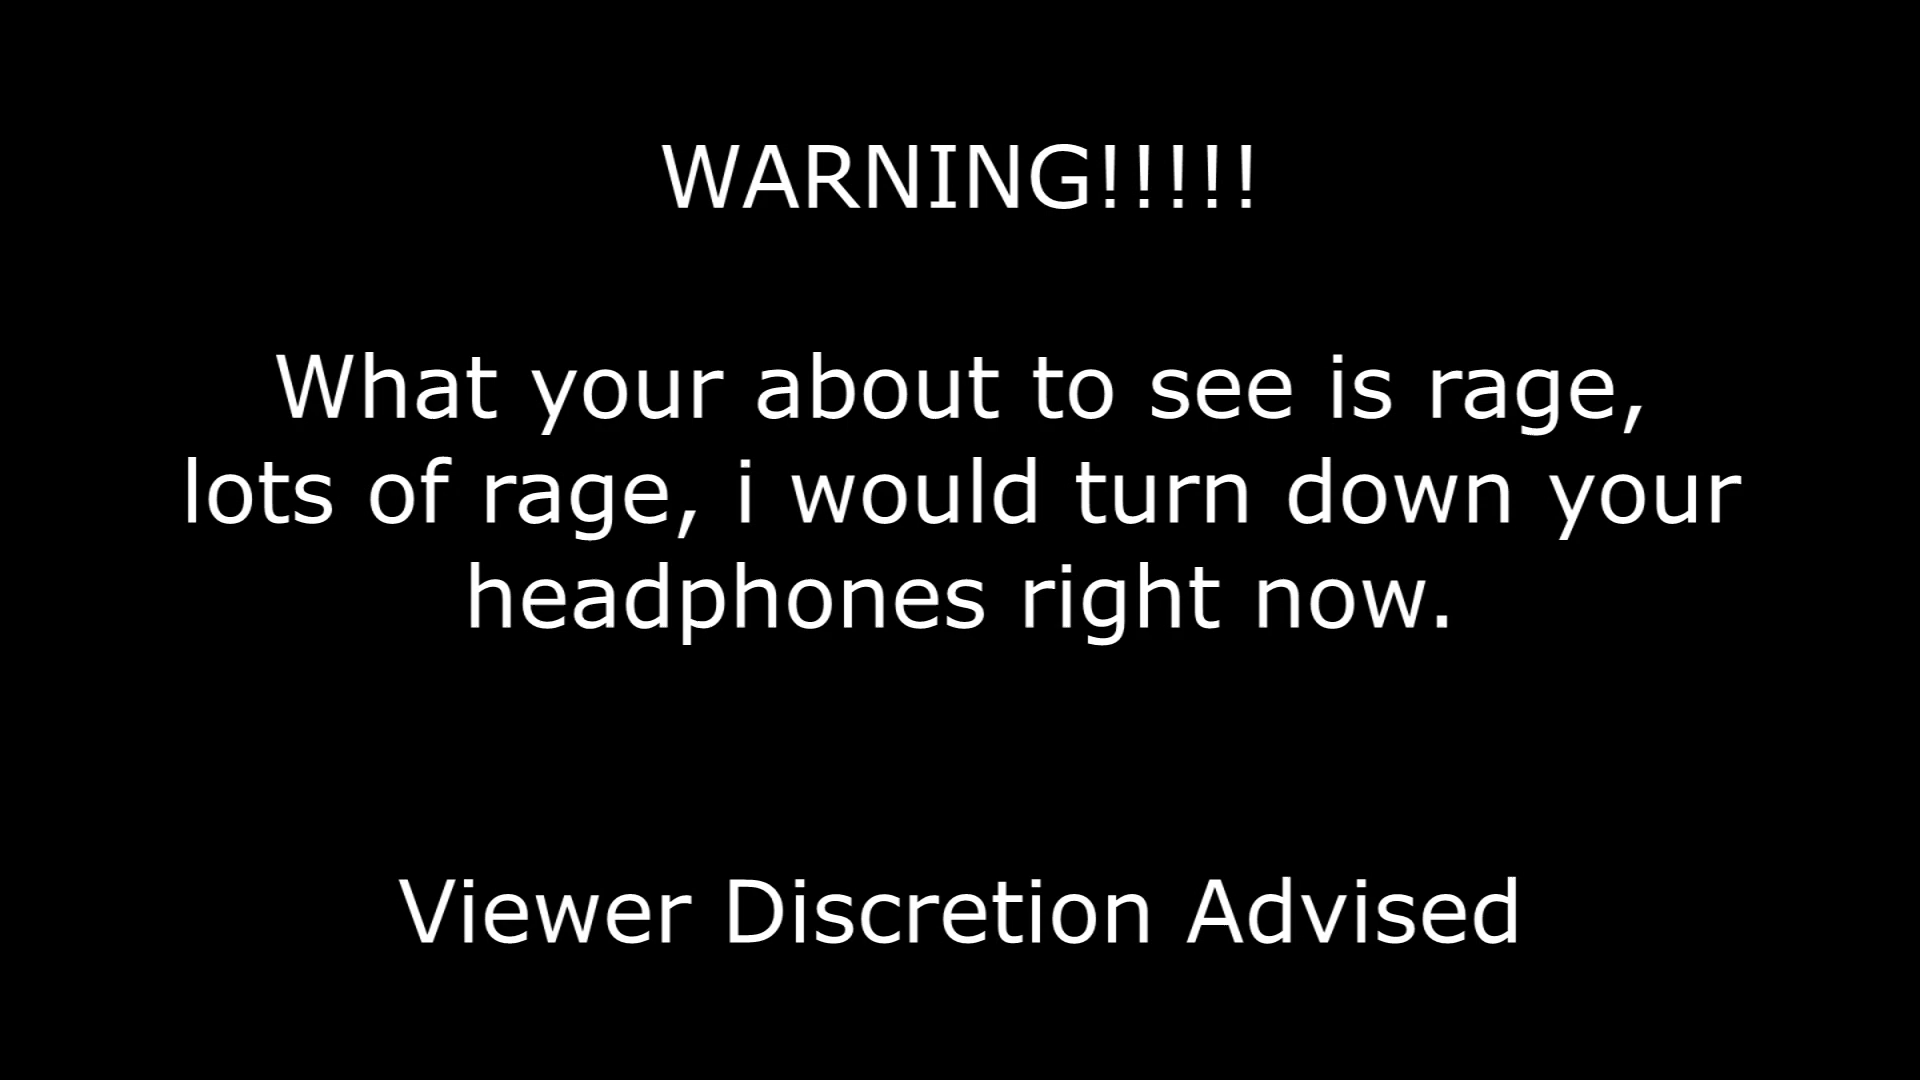 WARNING!!!!!
What your about to see is rage,
lots of rage, i would turn down your
headphones right now.
Viewer Discretion Advised